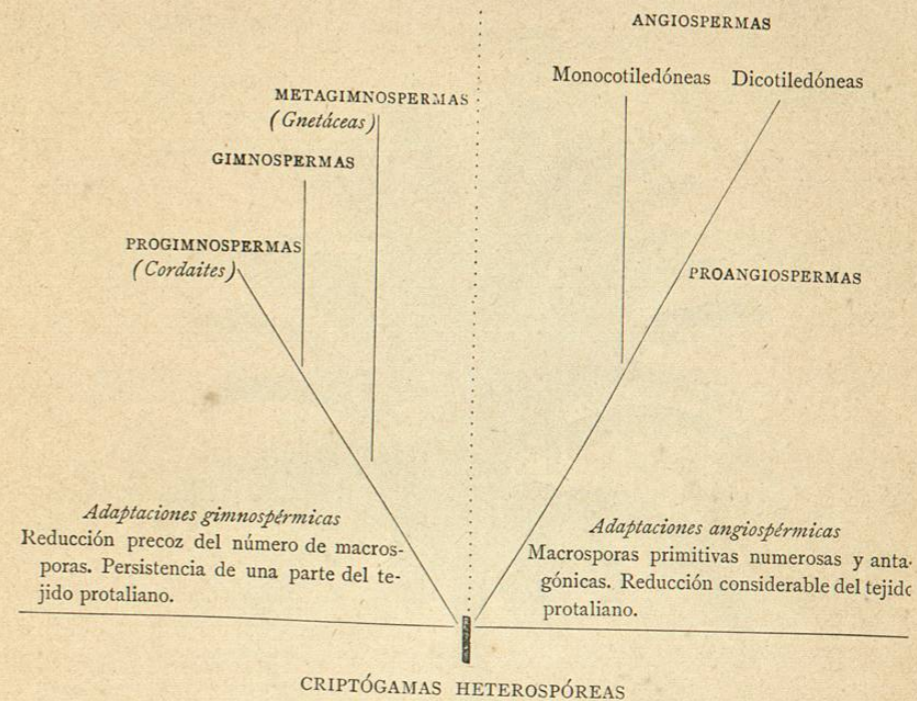 ANGIOSPERMAS
Monocotiledóneas Dicotiledóneas
METAGIMNOSPERMAS
(Gnetáceas)
GIMNOSPERMAS
PROGIMNOSPERMAS
(Cordaites)
PROANGIOSPERMAS
Adaptaciones gimnospérmicas
Reducción precoz del número de macros-
poras. Persistencia de una parte del te-
jido protaliano.
Adaptaciones angiospérmicas
Macrosporas primitivas numerosas y anta-
gónicas. Reducción considerable del tejido
protaliano.
CRIPTÓGAMAS HETEROSPÓREAS